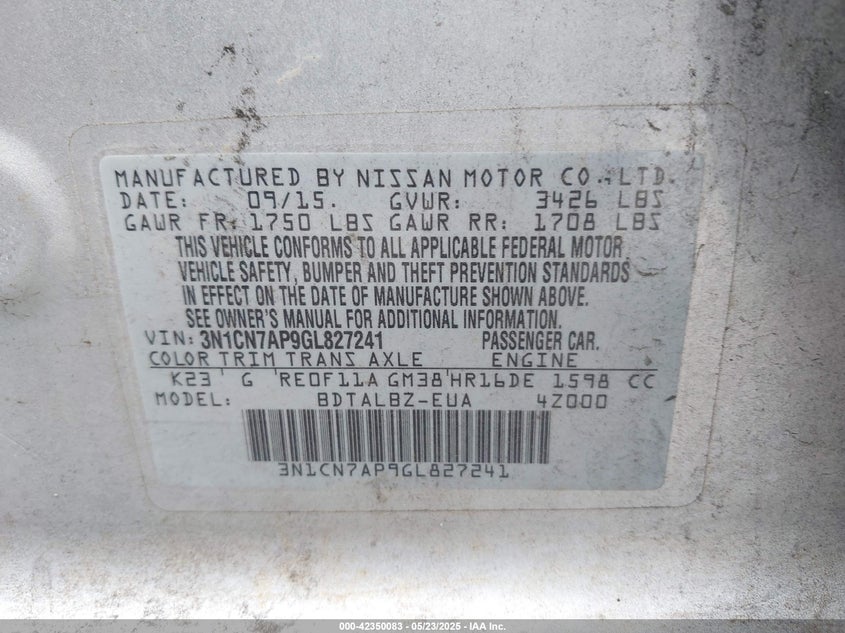 MANUFACTURED BY NISSAN MOTOR CO., LTD.
DATE: 09/15. GVWR: 3426 LBS
GAWR FR: 1750 LBS GAWR RR: 1708 LBS
THIS VEHICLE CONFORMS TO ALL APPLICABLE FEDERAL MOTOR
VEHICLE SAFETY, BUMPER AND THEFT PREVENTION STANDARDS
IN EFFECT ON THE DATE OF MANUFACTURE SHOWN ABOVE.
SEE OWNER'S MANUAL FOR ADDITIONAL INFORMATION.
VIN: 3N1CN7AP9GL827241 PASSENGER CAR.
COLOR TRIM TRANS AXLE ENGINE
K23 G RE0F11A GM38 HR16DE 1598 CC
MODEL: BDTALBZ-EUA 4Z000
3N1CN7AP9GL827241
000-42350083 - 05/23/2025 - IAA Inc.